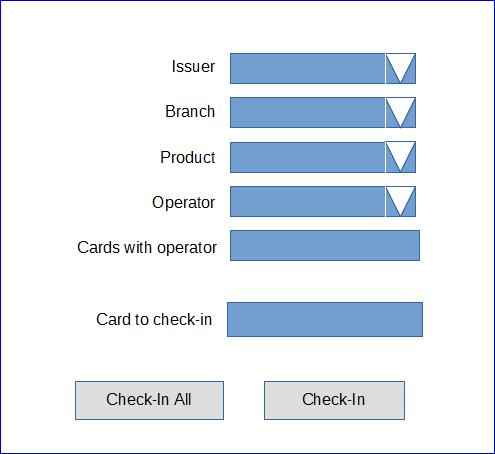 Issuer
Branch
Product
Operator
Cards with operator
Card to check-in
Check-In All
Check-In